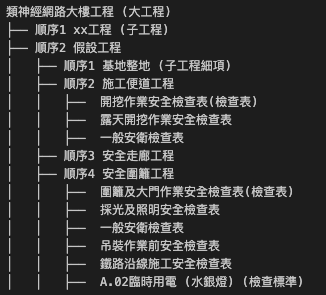 類神經網路大樓工程 (大工程)
├── 順序1 xx工程 (子工程)
├── 順序2 假設工程
│   ├── 順序1 基地整地 (子工程細項)
│   ├── 順序2 施工便道工程
│   │   ├── 開挖作業安全檢查表(檢查表)
│   │   ├── 露天開挖作業安全檢查表
│   │   ├── 一般安衛檢查表
│   ├── 順序3 安全走廊工程
│   ├── 順序4 安全圍籬工程
│   │   ├── 圍籬及大門作業安全檢查表(檢查表)
│   │   ├── 採光及照明安全檢查表
│   │   ├── 一般安衛檢查表
│   │   ├── 吊裝作業前安全檢查表
│   │   ├── 鐵路沿線施工安全檢查表
│   │   ├── A.02臨時用電 (水銀燈) (檢查標準)